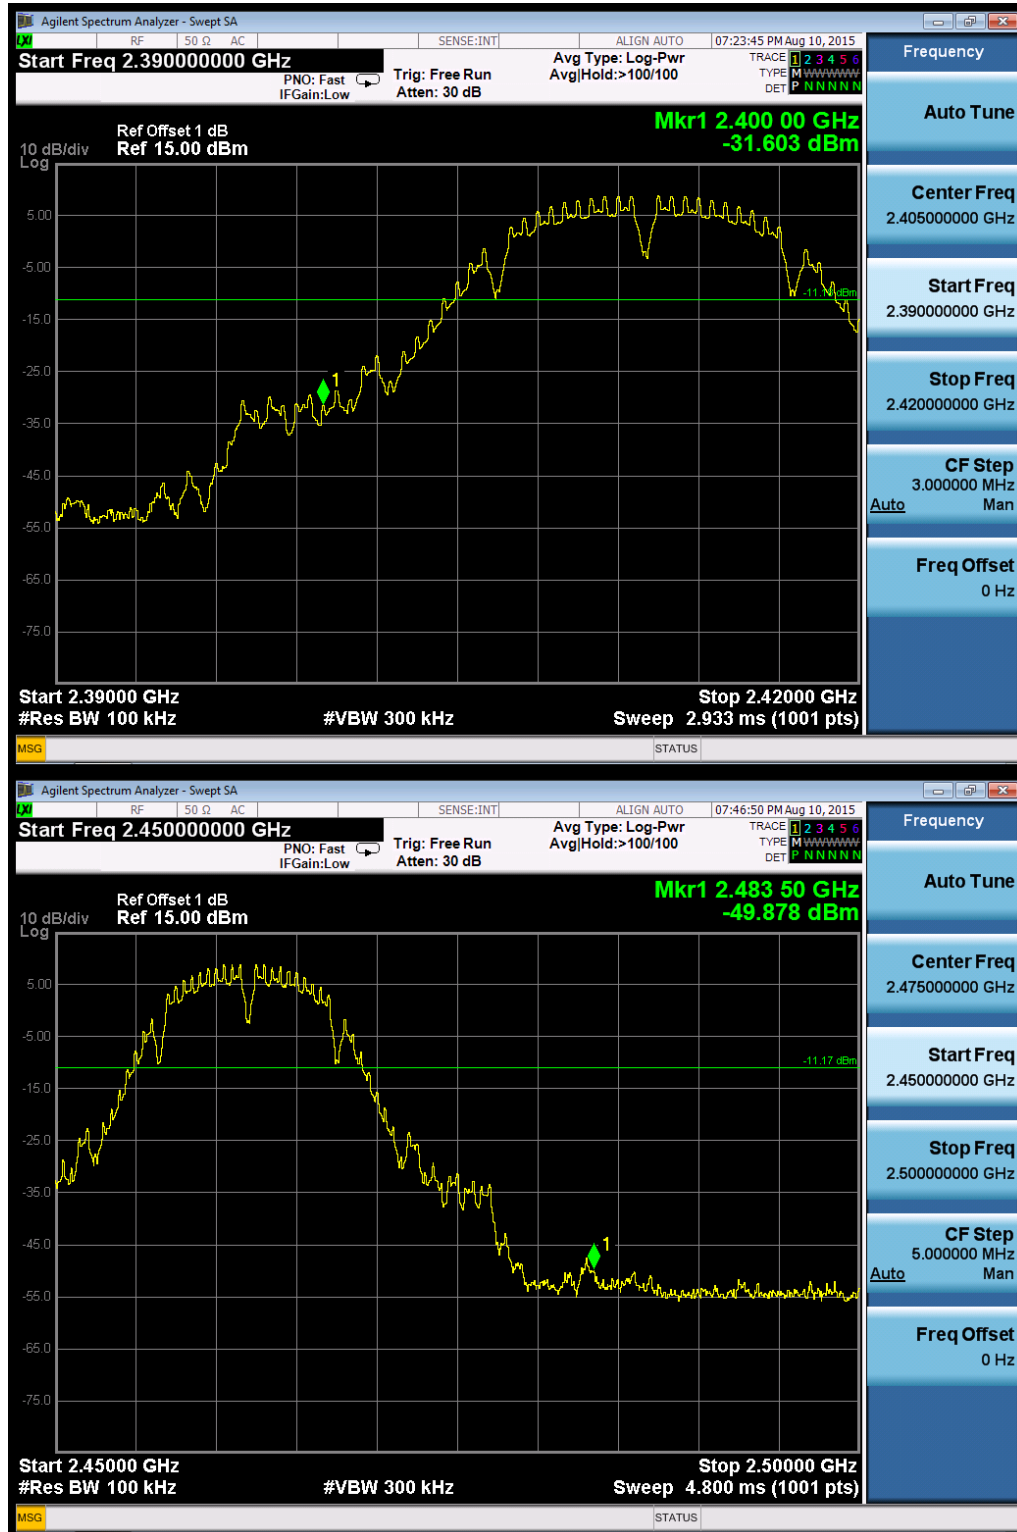 Agilent Spectrum Analyzer - Swept SA
LXI RF 50 Ω AC SENSE:INT ALIGN AUTO 07:23:45 PM Aug 10, 2015
Start Freq 2.390000000 GHz
PNO: Fast
IFGain:Low
Trig: Free Run
Atten: 30 dB
Avg Type: Log-Pwr
Avg|Hold:>100/100
TRACE 1 2 3 4 5 6
TYPE M WWWWW
DET P N N N N N
Mkr1 2.400 00 GHz
-31.603 dBm
Ref Offset 1 dB
10 dB/div Ref 15.00 dBm
Log
5.00
-5.00
-15.0
-25.0
-35.0
-45.0
-55.0
-65.0
-75.0
1
Start 2.39000 GHz Stop 2.42000 GHz
#Res BW 100 kHz #VBW 300 kHz Sweep 2.933 ms (1001 pts)
MSG STATUS
Frequency
Auto Tune
Center Freq
2.405000000 GHz
Start Freq
2.390000000 GHz
Stop Freq
2.420000000 GHz
CF Step
3.000000 MHz
Auto Man
Freq Offset
0 Hz
Agilent Spectrum Analyzer - Swept SA
LXI RF 50 Ω AC SENSE:INT ALIGN AUTO 07:46:50 PM Aug 10, 2015
Start Freq 2.450000000 GHz
PNO: Fast
IFGain:Low
Trig: Free Run
Atten: 30 dB
Avg Type: Log-Pwr
Avg|Hold:>100/100
TRACE 1 2 3 4 5 6
TYPE M WWWWW
DET P N N N N N
Mkr1 2.483 50 GHz
-49.878 dBm
Ref Offset 1 dB
10 dB/div Ref 15.00 dBm
Log
5.00
-5.00
-15.0
-25.0
-35.0
-45.0
-55.0
-65.0
-75.0
-11.17 dBm
1
Start 2.45000 GHz Stop 2.50000 GHz
#Res BW 100 kHz #VBW 300 kHz Sweep 4.800 ms (1001 pts)
MSG STATUS
Frequency
Auto Tune
Center Freq
2.475000000 GHz
Start Freq
2.450000000 GHz
Stop Freq
2.500000000 GHz
CF Step
5.000000 MHz
Auto Man
Freq Offset
0 Hz